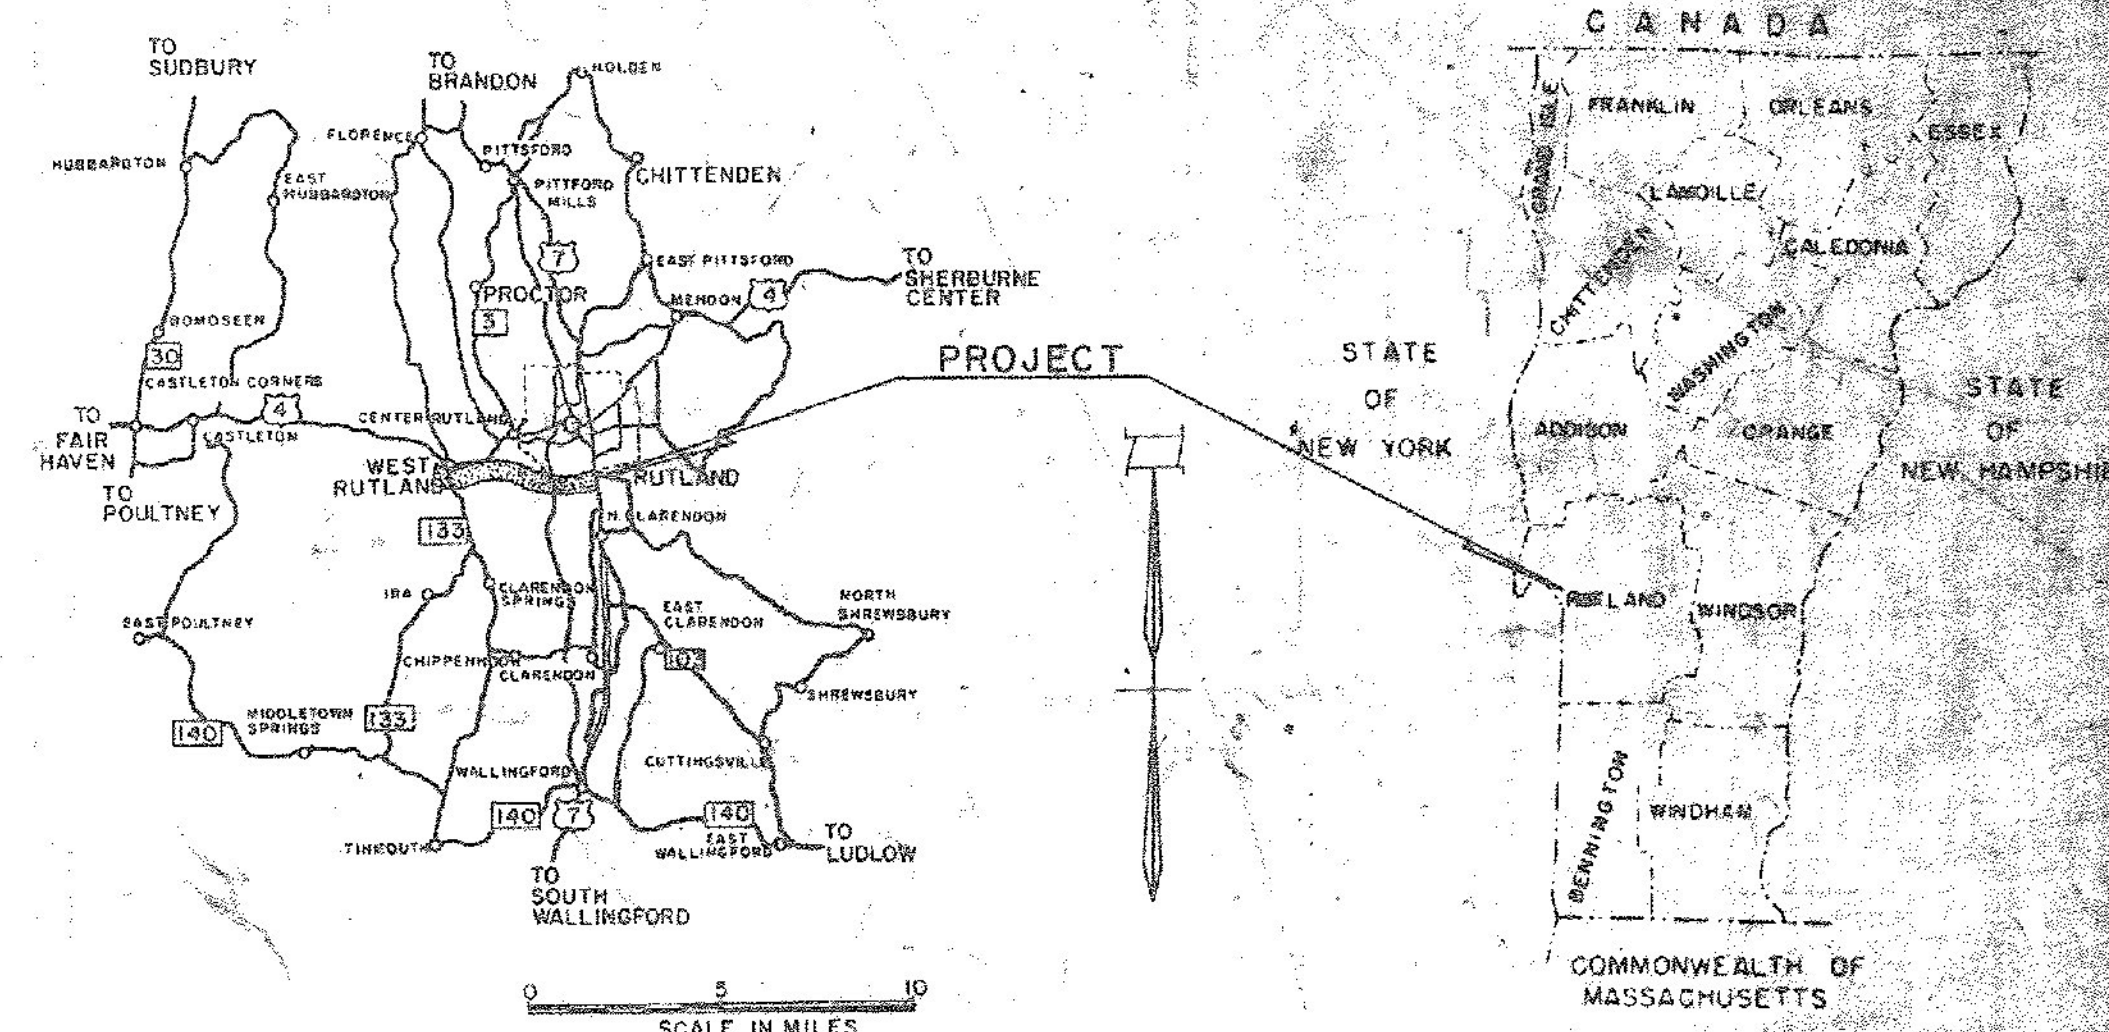 TO
SUDBURY
TO
BRANDON
HOLDEN
FLORENCE
PITTSFORD
HUBBARDTON
EAST
HUBBARDTON
PITTFORD
MILLS
CHITTENDEN
7
EAST PITTSFORD
TO
SHERBURNE
CENTER
PROCTOR
MENDON
4
3
BOMOSEEN
30
CASTLETON CORNERS
4
TO
FAIR
HAVEN
CASTLETON
CENTER RUTLAND
WEST
RUTLAND
RUTLAND
TO
POULTNEY
133
N. CLARENDON
IRA
CLARENDON
SPRINGS
EAST
CLARENDON
NORTH
SHREWSBURY
EAST POULTNEY
CHIPPENHOOK
CLARENDON
103
SHREWSBURY
140
MIDDLETOWN
SPRINGS
133
WALLINGFORD
CUTTINGSVILLE
140
7
140
EAST
WALLINGFORD
TO
LUDLOW
TINMOUTH
TO
SOUTH
WALLINGFORD
0 5 10
SCALE IN MILES
PROJECT
CANADA
GRAND ISLE
FRANKLIN
ORLEANS
ESSEX
LAMOILLE
CHITTENDEN
CALEDONIA
WASHINGTON
STATE
OF
NEW YORK
ADDISON
ORANGE
STATE
OF
NEW HAMPSHI
RUTLAND
WINDSOR
BENNINGTON
WINDHAM
COMMONWEALTH OF
MASSACHUSETTS